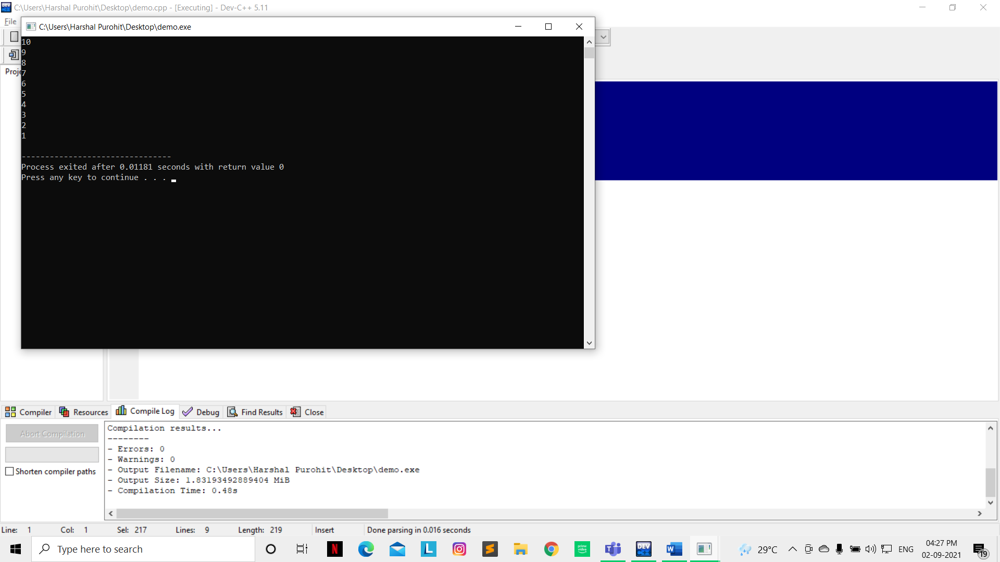 C:\Users\Harshal Purohit\Desktop\demo.cpp - [Executing] - Dev-C++ 5.11
File
C:\Users\Harshal Purohit\Desktop\demo.exe
Proje
10
9
8
7
6
5
4
3
2
1
--------------------------------
Process exited after 0.01181 seconds with return value 0
Press any key to continue . . .
Compiler Resources Compile Log Debug Find Results Close
Abort Compilation
Shorten compiler paths
Compilation results...
--------
- Errors: 0
- Warnings: 0
- Output Filename: C:\Users\Harshal Purohit\Desktop\demo.exe
- Output Size: 1.83193492889404 MiB
- Compilation Time: 0.48s
Line: 1 Col: 1 Sel: 217 Lines: 9 Length: 219 Insert Done parsing in 0.016 seconds
Type here to search
N
L
S
prime video
T
DEV C++
W
29°C
ENG
04:27 PM
02-09-2021
19